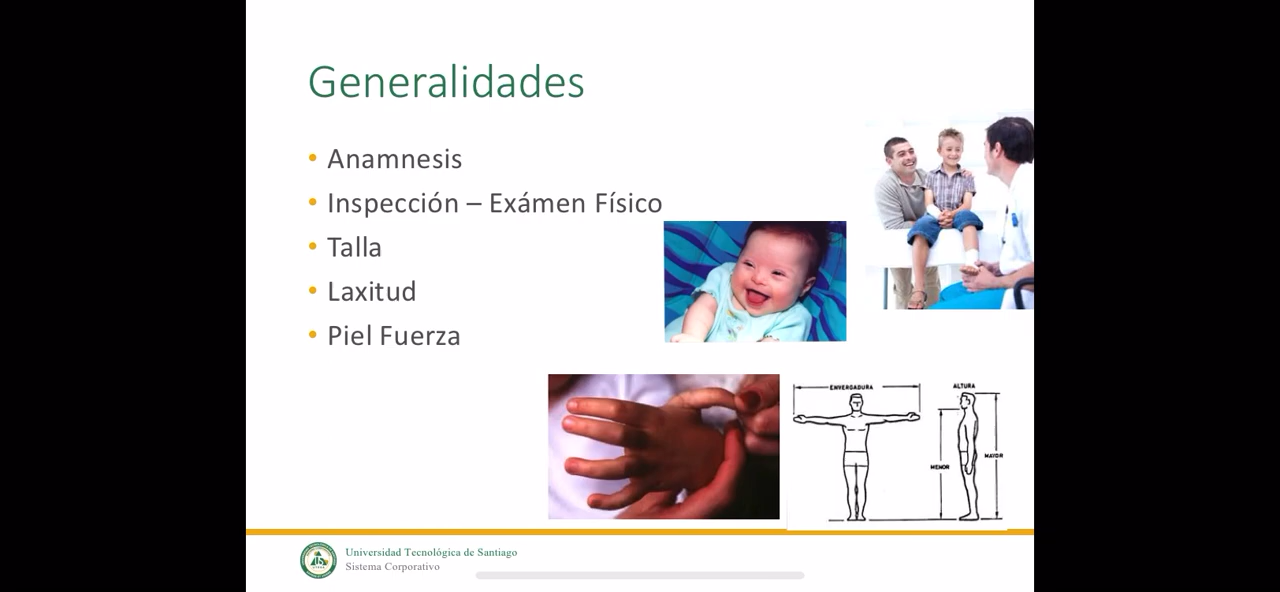 Generalidades
• Anamnesis
• Inspección – Exámen Físico
• Talla
• Laxitud
• Piel Fuerza
ENVERGADURA
ALTURA
MENOR
MAYOR
Universidad Tecnológica de Santiago
Sistema Corporativo